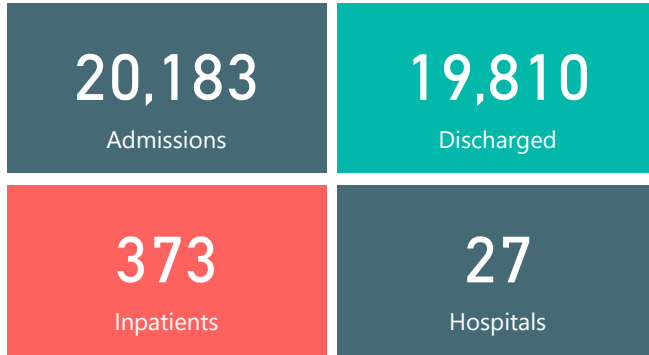 20,183
Admissions
19,810
Discharged
373
Inpatients
27
Hospitals